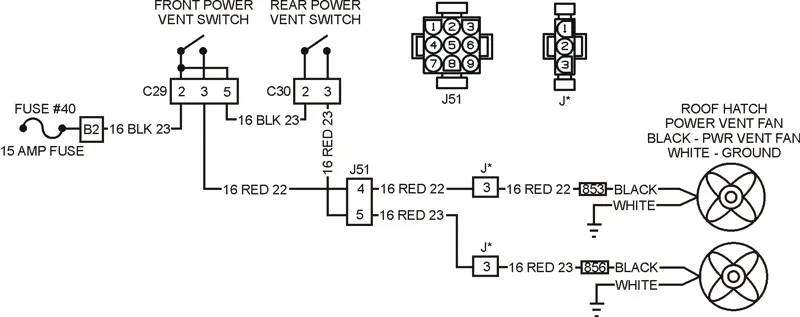 FRONT POWER
VENT SWITCH
REAR POWER
VENT SWITCH
1 2 3
4 5 6
7 8 9
J51
1
2
3
J*
C29 2 3 5
C30 2 3
FUSE #40
15 AMP FUSE
B2
16 BLK 23
16 BLK 23
16 RED 23
ROOF HATCH
POWER VENT FAN
BLACK - PWR VENT FAN
WHITE - GROUND
J51
4
5
16 RED 22
16 RED 22
J*
3
16 RED 22
853
BLACK
WHITE
16 RED 23
J*
3
16 RED 23
856
BLACK
WHITE